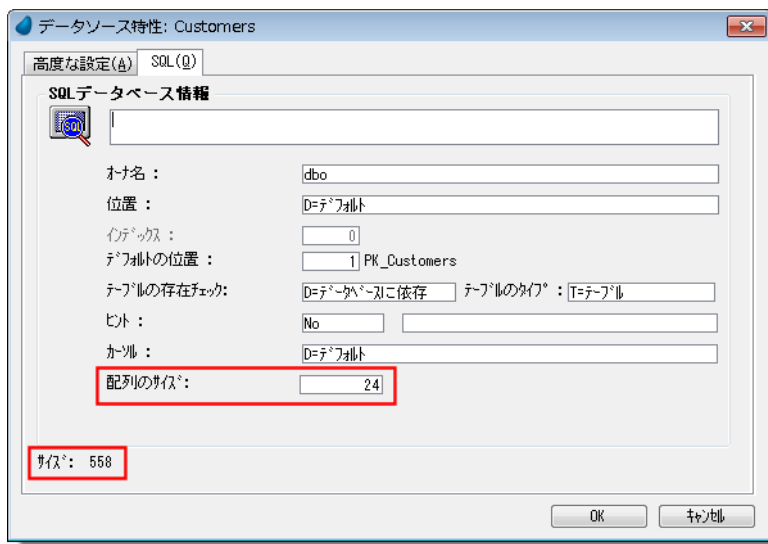 データソース特性: Customers
高度な設定(A) SQL(Q)
SQLデータベース情報
SQL
オーナ名 : dbo
位置 : D=デフォルト
インデックス : 0
デフォルトの位置 : 1 PK_Customers
テーブルの存在チェック: D=データベースに依存 テーブルのタイプ : T=テーブル
ヒント : No
カーソル : D=デフォルト
配列のサイズ: 24
サイズ: 558
OK キャンセル